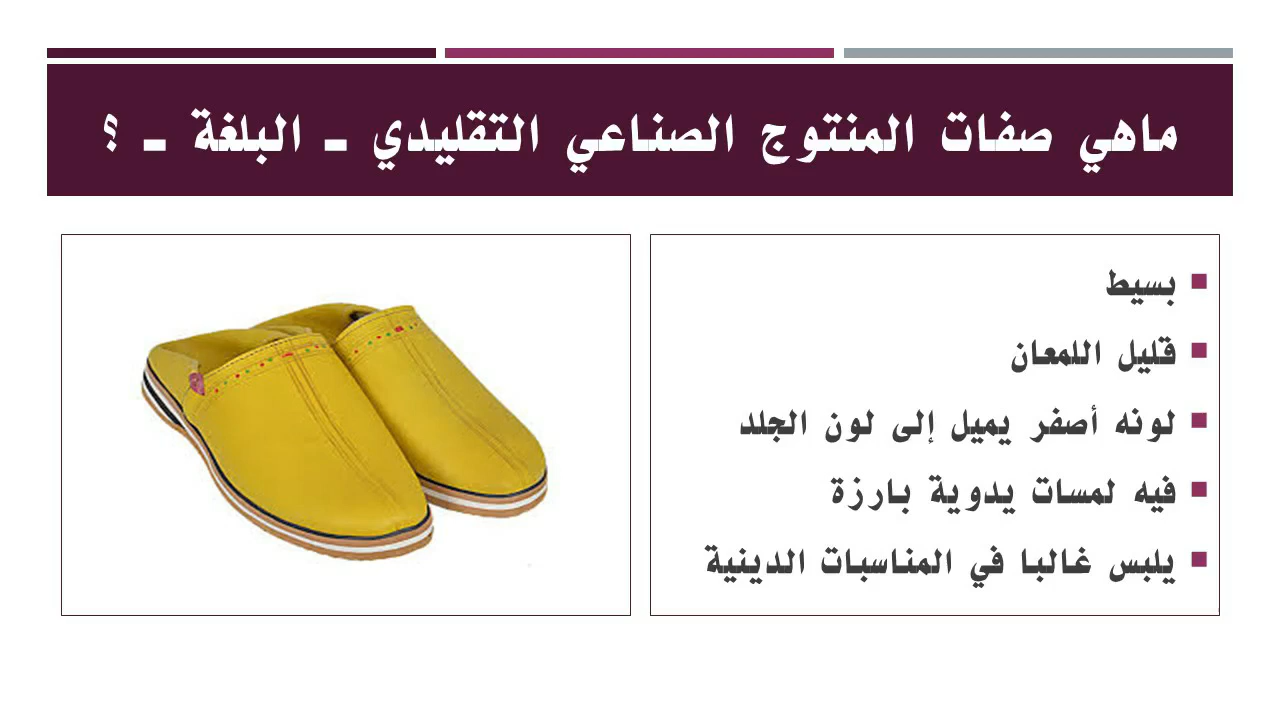 ماهي صفات المنتوج الصناعي التقليدي - البلغة - ؟
بسيط
قليل اللمعان
لونه أصفر يميل إلى لون الجلد
فيه لمسات يدوية بارزة
يلبس غالبا في المناسبات الدينية